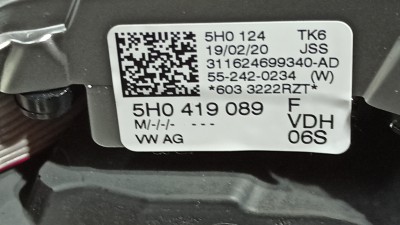 5H0 124 TK6
19/02/20 JSS
311624699340-AD
55-242-0234 (W)
*603 3222RZT*
5H0 419 089 F
M/-/-/- --- VDH
VW AG 06S